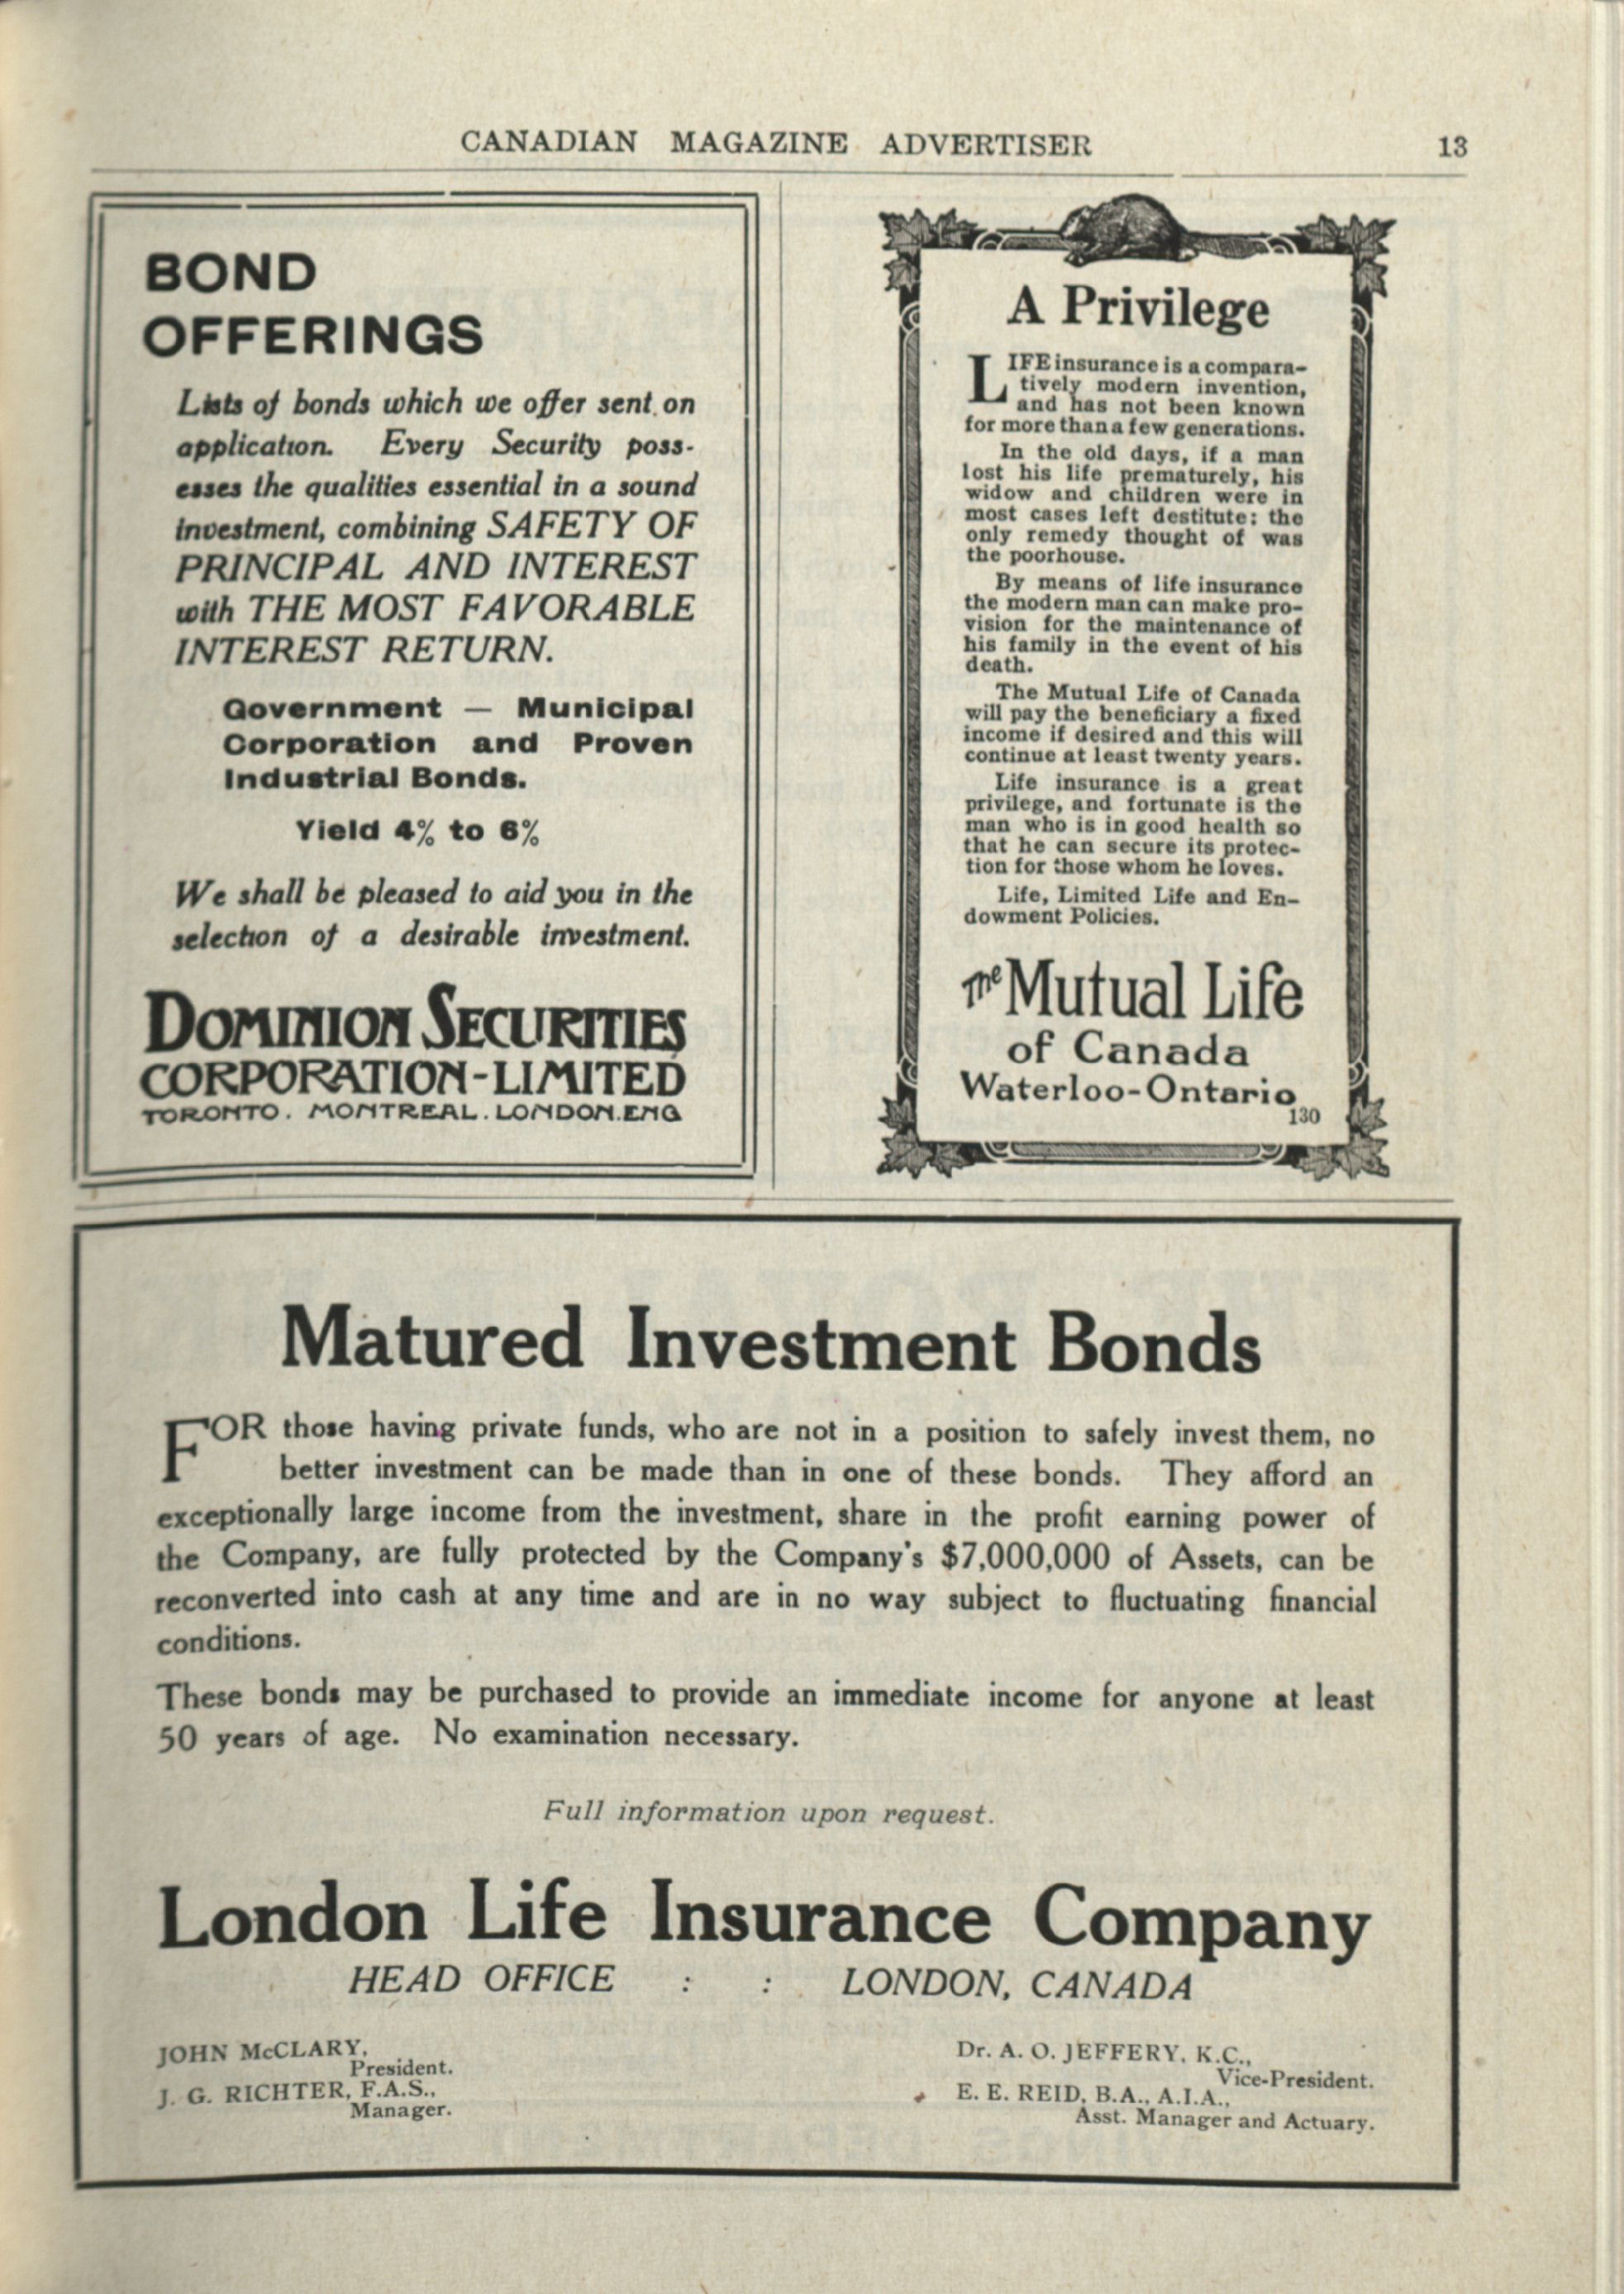 CANADIAN MAGAZINE ADVERTISER 13
BOND
OFFERINGS
Lists of bonds which we offer sent on
application. Every Security poss-
esses the qualities essential in a sound
investment, combining SAFETY OF
PRINCIPAL AND INTEREST
with THE MOST FAVORABLE
INTEREST RETURN.
Government — Municipal
Corporation and Proven
Industrial Bonds.
Yield 4% to 6%
We shall be pleased to aid you in the
selection of a desirable investment.
DOMINION SECURITIES
CORPORATION-LIMITED
TORONTO. MONTREAL. LONDON.ENG
A Privilege
LIFE insurance is a compara-
tively modern invention,
and has not been known
for more than a few generations.
In the old days, if a man
lost his life prematurely, his
widow and children were in
most cases left destitute; the
only remedy thought of was
the poorhouse.
By means of life insurance
the modern man can make pro-
vision for the maintenance of
his family in the event of his
death.
The Mutual Life of Canada
will pay the beneficiary a fixed
income if desired and this will
continue at least twenty years.
Life insurance is a great
privilege, and fortunate is the
man who is in good health so
that he can secure its protec-
tion for those whom he loves.
Life, Limited Life and En-
dowment Policies.
The Mutual Life
of Canada
Waterloo-Ontario
130
Matured Investment Bonds
FOR those having private funds, who are not in a position to safely invest them, no
better investment can be made than in one of these bonds. They afford an
exceptionally large income from the investment, share in the profit earning power of
the Company, are fully protected by the Company's $7,000,000 of Assets, can be
reconverted into cash at any time and are in no way subject to fluctuating financial
conditions.
These bonds may be purchased to provide an immediate income for anyone at least
50 years of age. No examination necessary.
Full information upon request.
London Life Insurance Company
HEAD OFFICE : : LONDON, CANADA
JOHN McCLARY,
President.
J. G. RICHTER, F.A.S.,
Manager.
Dr. A. O. JEFFERY, K.C.,
Vice-President.
E. E. REID, B.A., A.I.A.,
Asst. Manager and Actuary.